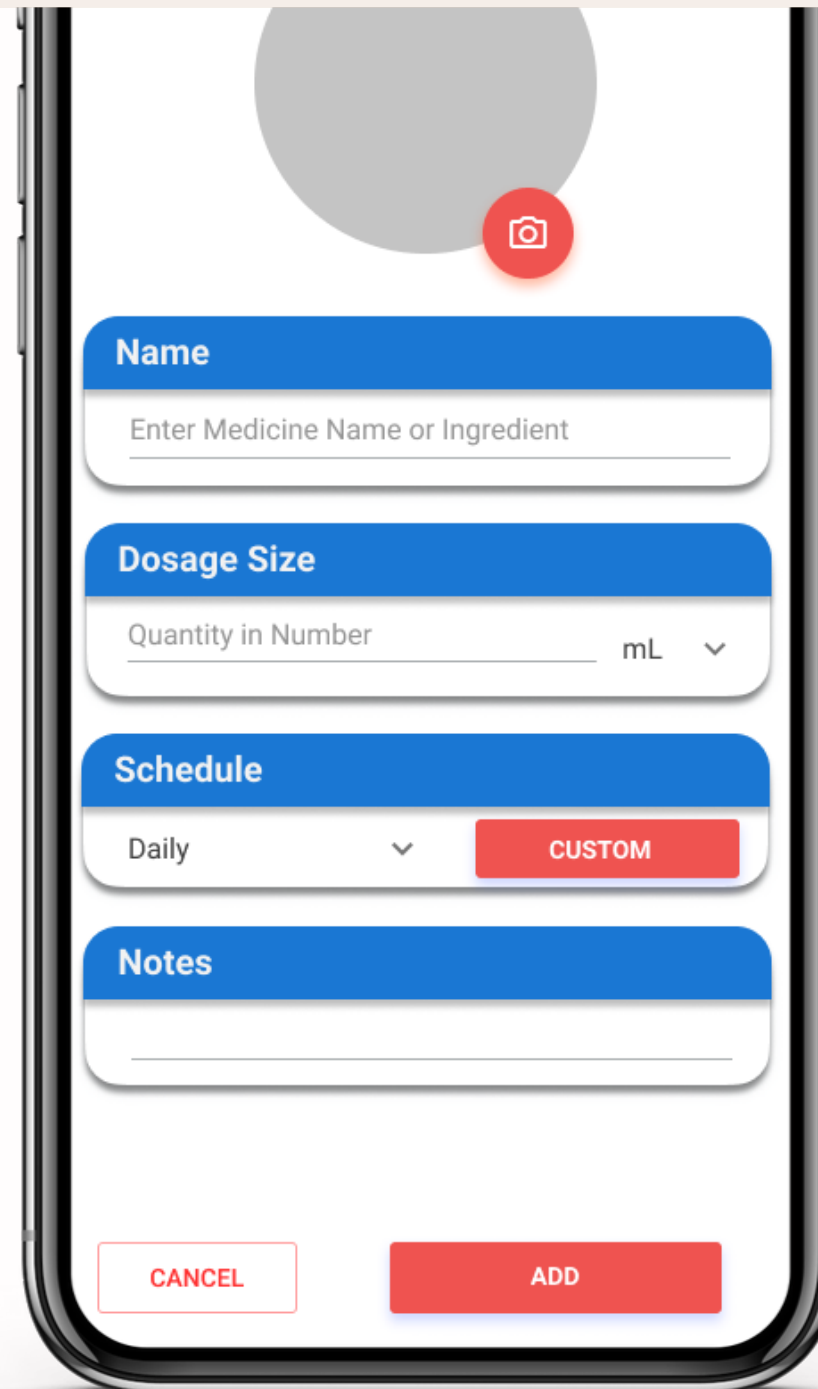 Name
Enter Medicine Name or Ingredient
Dosage Size
Quantity in Number
mL
Schedule
Daily
CUSTOM
Notes
CANCEL
ADD